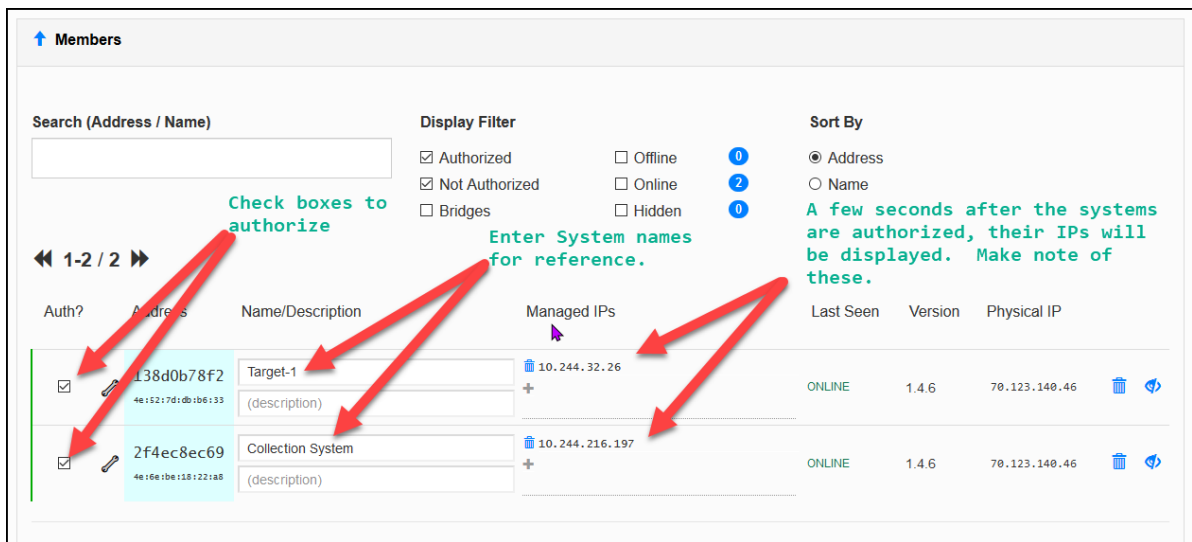 Members
Search (Address / Name)
Display Filter
Sort By
Authorized
Offline
0
Address
Not Authorized
Online
2
Name
Bridges
Hidden
0
Check boxes to
authorize
Enter System names
for reference.
A few seconds after the systems
are authorized, their IPs will
be displayed. Make note of
these.
1-2 / 2
Auth?
Address
Name/Description
Managed IPs
Last Seen
Version
Physical IP
138d0b78f2
4e:52:7d:db:b6:33
Target-1
(description)
10.244.32.26
+
ONLINE
1.4.6
70.123.140.46
2f4ec8ec69
4e:6e:be:18:22:a8
Collection System
(description)
10.244.216.197
+
ONLINE
1.4.6
70.123.140.46